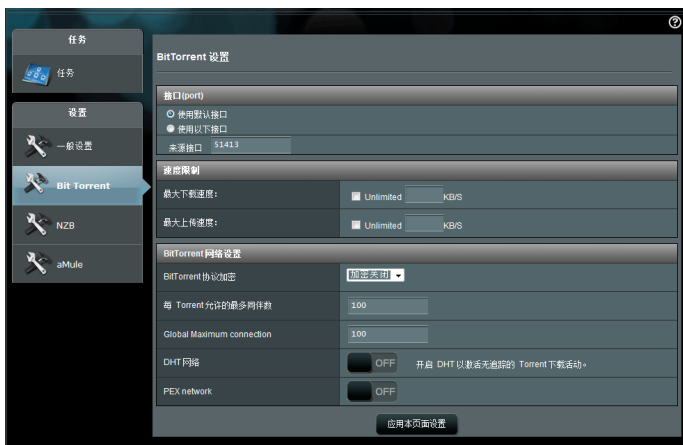 任务
任务
设置
一般设置
Bit Torrent
NZB
aMule
BitTorrent 设置
接口(port)
使用默认接口
使用以下接口
来源接口 51413
速度限制
最大下载速度： Unlimited KB/S
最大上传速度： Unlimited KB/S
BitTorrent 网络设置
BitTorrent 协议加密 加密关闭
每 Torrent 允许的最多同伴数 100
Global Maximum connection 100
DHT 网络 OFF 开启 DHT 以激活无追踪的 Torrent 下载活动。
PEX network OFF
应用本页面设置